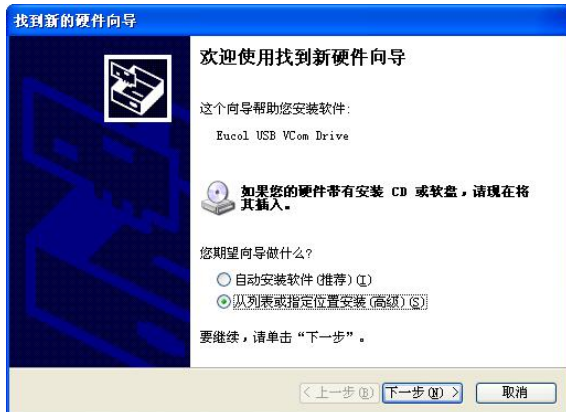 找到新的硬件向导
欢迎使用找到新硬件向导
这个向导帮助您安装软件:
Eucol USB VCom Drive
如果您的硬件带有安装 CD 或软盘，请现在将
其插入。
您期望向导做什么?
自动安装软件(推荐)(I)
从列表或指定位置安装(高级)(S)
要继续，请单击“下一步”。
<上一步(B) 下一步(N)> 取消